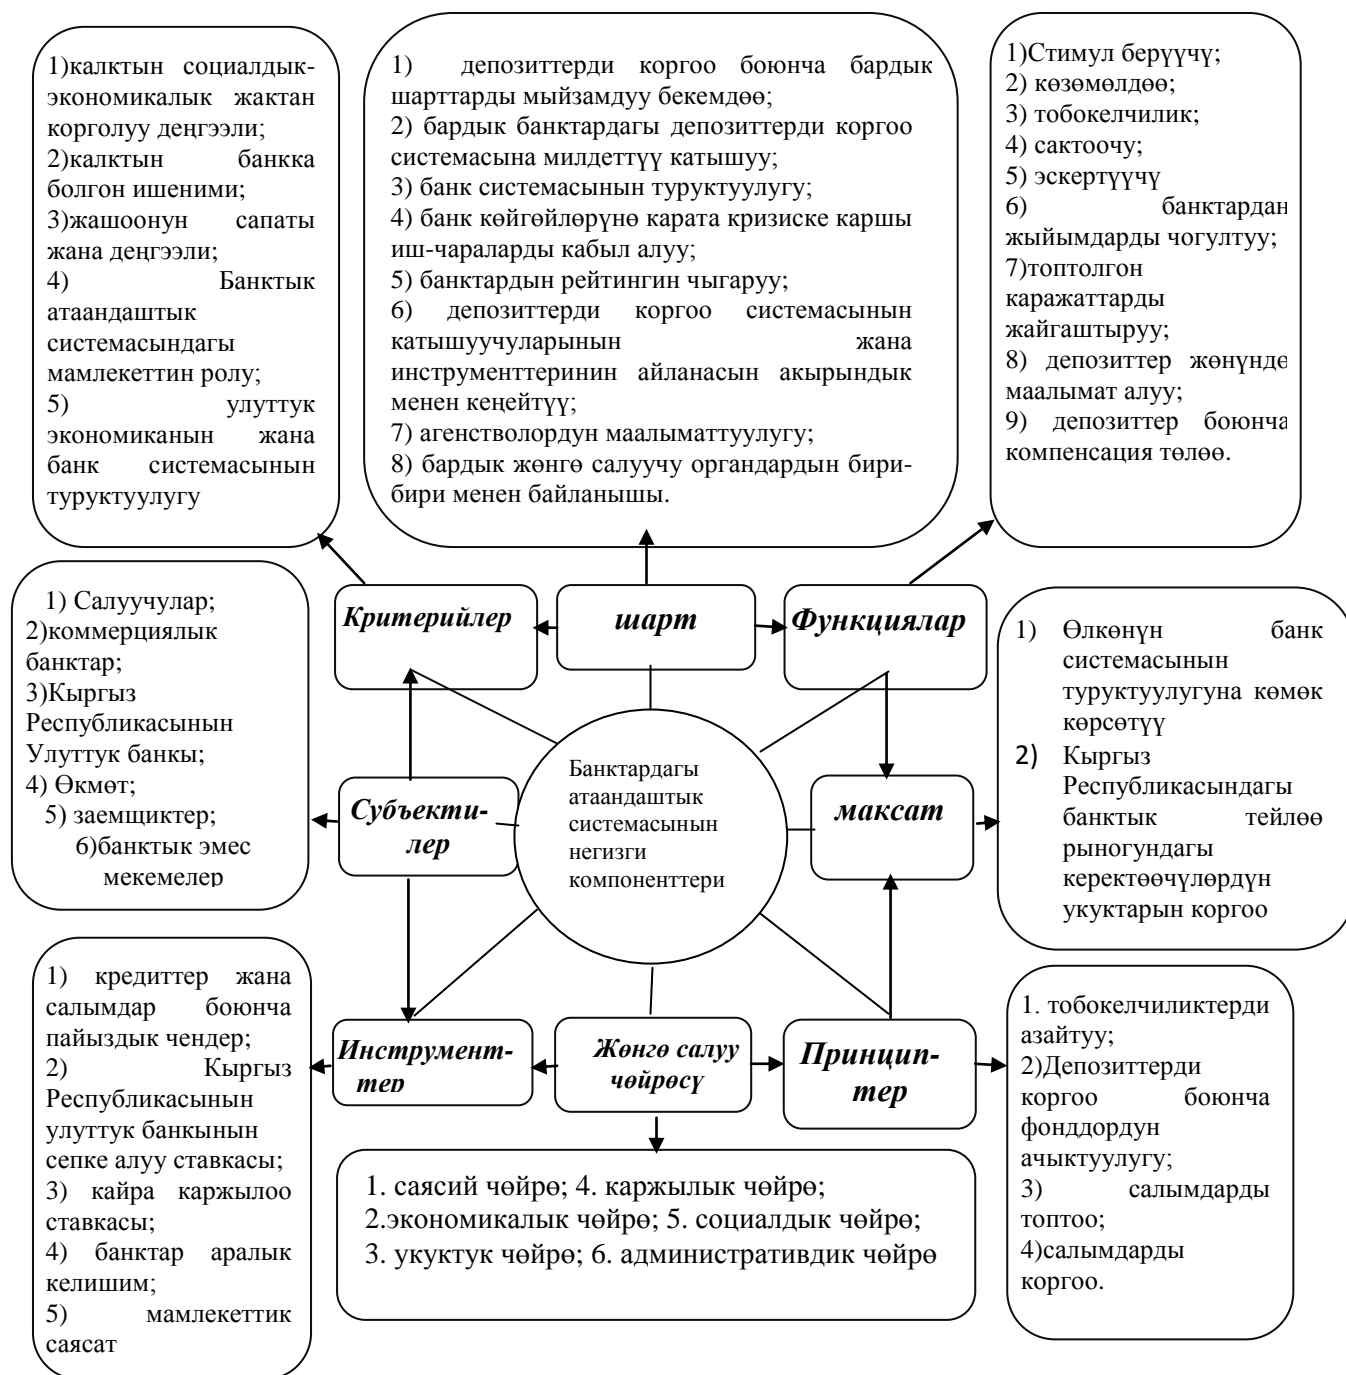 1)калктын социалдык-
экономикалык жактан
корголуу деңгээли;
2)калктын банкка
болгон ишеними;
3)жашоонун сапаты
жана деңгээли;
4) Банктык
атаандаштык
системасындагы
мамлекеттин ролу;
5) улуттук
экономиканын жана
банк системасынын
туруктуулугу
1) депозиттерди коргоо боюнча бардык
шарттарды мыйзамдуу бекемдөө;
2) бардык банктардагы депозиттерди коргоо
системасына милдеттүү катышуу;
3) банк системасынын туруктуулугу;
4) банк көйгөйлөрүнө карата кризиске каршы
иш-чараларды кабыл алуу;
5) банктардын рейтингин чыгаруу;
6) депозиттерди коргоо системасынын
катышуучуларынын жана
инструменттеринин айланасын акырындык
менен кеңейтүү;
7) агенстволордун маалыматтуулугу;
8) бардык жөнгө салуучу органдардын бири-
бири менен байланышы.
1)Стимул берүүчү;
2) көзөмөлдөө;
3) тобокелчилик;
4) сактоочу;
5) эскертүүчү
6) банктардан
жыйымдарды чогултуу;
7)топтолгон
каражаттарды
жайгаштыруу;
8) депозиттер жөнүндө
маалымат алуу;
9) депозиттер боюнча
компенсация төлөө.
Критерийлер
шарт
Функциялар
1) Салуучулар;
2)коммерциялык
банктар;
3)Кыргыз
Республикасынын
Улуттук банкы;
4) Өкмөт;
5) заемщиктер;
6)банктык эмес
мекемелер
Субъекти-
лер
Банктардагы
атаандаштык
системасынын
негизги
компоненттери
максат
1) Өлкөнүн банк
системасынын
туруктуулугуна көмөк
көрсөтүү
2) Кыргыз
Республикасындагы
банктык тейлөө
рыногундагы
керектөөчүлөрдүн
укуктарын коргоо
1) кредиттер жана
салымдар боюнча
пайыздык чендер;
2) Кыргыз
Республикасынын
улуттук банкынын
сепке алуу ставкасы;
3) кайра каржылоо
ставкасы;
4) банктар аралык
келишим;
5) мамлекеттик
саясат
Инструмент-
тер
Жөнгө салуу
чөйрөсү
Принцип-
тер
1. тобокелчиликтерди
азайтуу;
2)Депозиттерди
коргоо боюнча
фонддордун
ачыктуулугу;
3) салымдарды
топтоо;
4)салымдарды
коргоо.
1. саясий чөйрө; 4. каржылык чөйрө;
2.экономикалык чөйрө; 5. социалдык чөйрө;
3. укуктук чөйрө; 6. административдик чөйрө